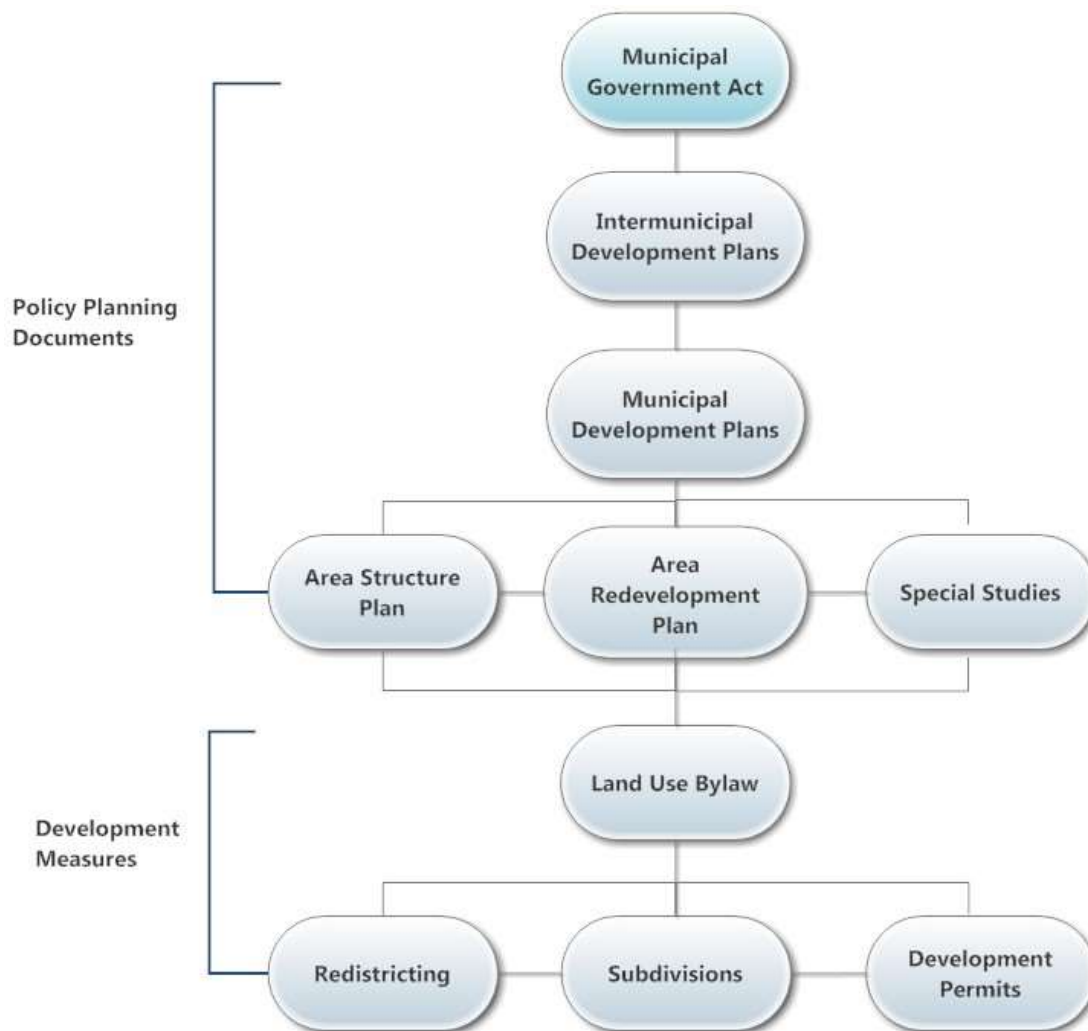 Municipal
Government Act
Intermunicipal
Development Plans
Policy Planning
Documents
Municipal
Development Plans
Area Structure
Plan
Area
Redevelopment
Plan
Special Studies
Land Use Bylaw
Development
Measures
Redistricting
Subdivisions
Development
Permits